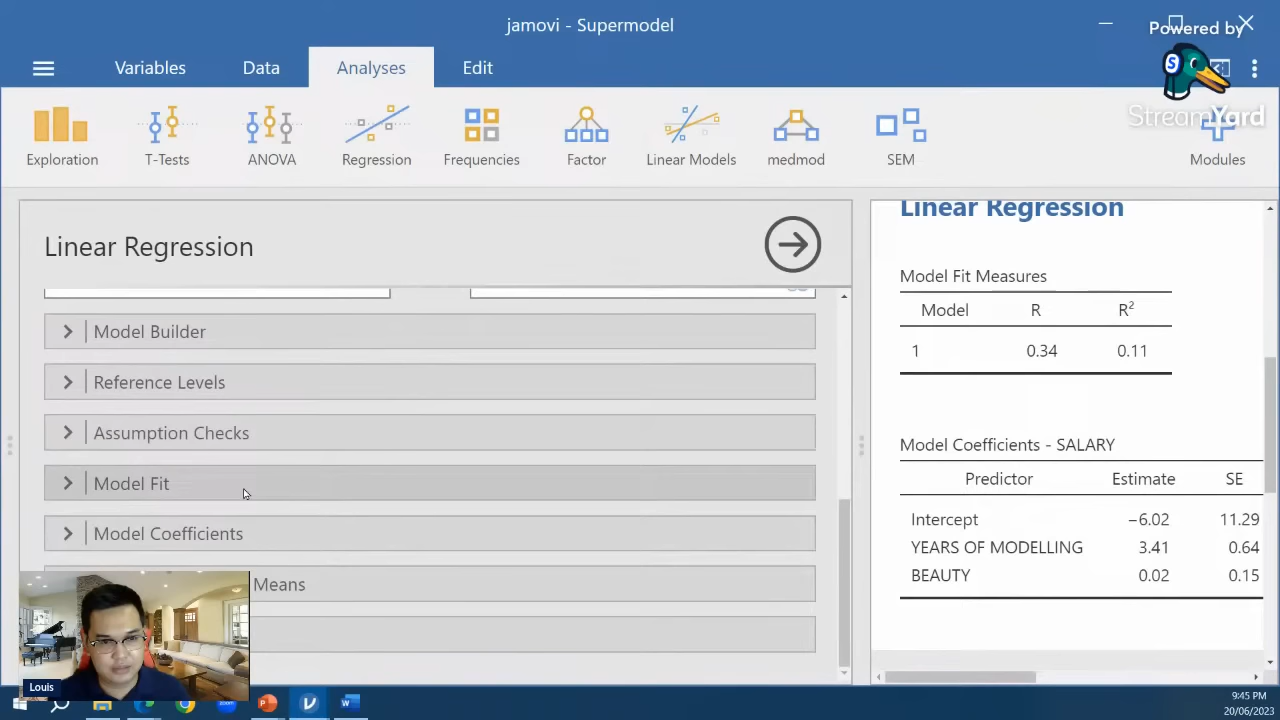 jamovi - Supermodel
Powered by
StreamYard
Variables
Data
Analyses
Edit
Exploration
T-Tests
ANOVA
Regression
Frequencies
Factor
Linear Models
medmod
SEM
Modules
Linear Regression
Model Builder
Reference Levels
Assumption Checks
Model Fit
Model Coefficients
Means
Linear Regression
Model Fit Measures
Model R R²
1 0.34 0.11
Model Coefficients - SALARY
Predictor Estimate SE
Intercept −6.02 11.29
YEARS OF MODELLING 3.41 0.64
BEAUTY 0.02 0.15
Louis
9:45 PM
20/06/2023